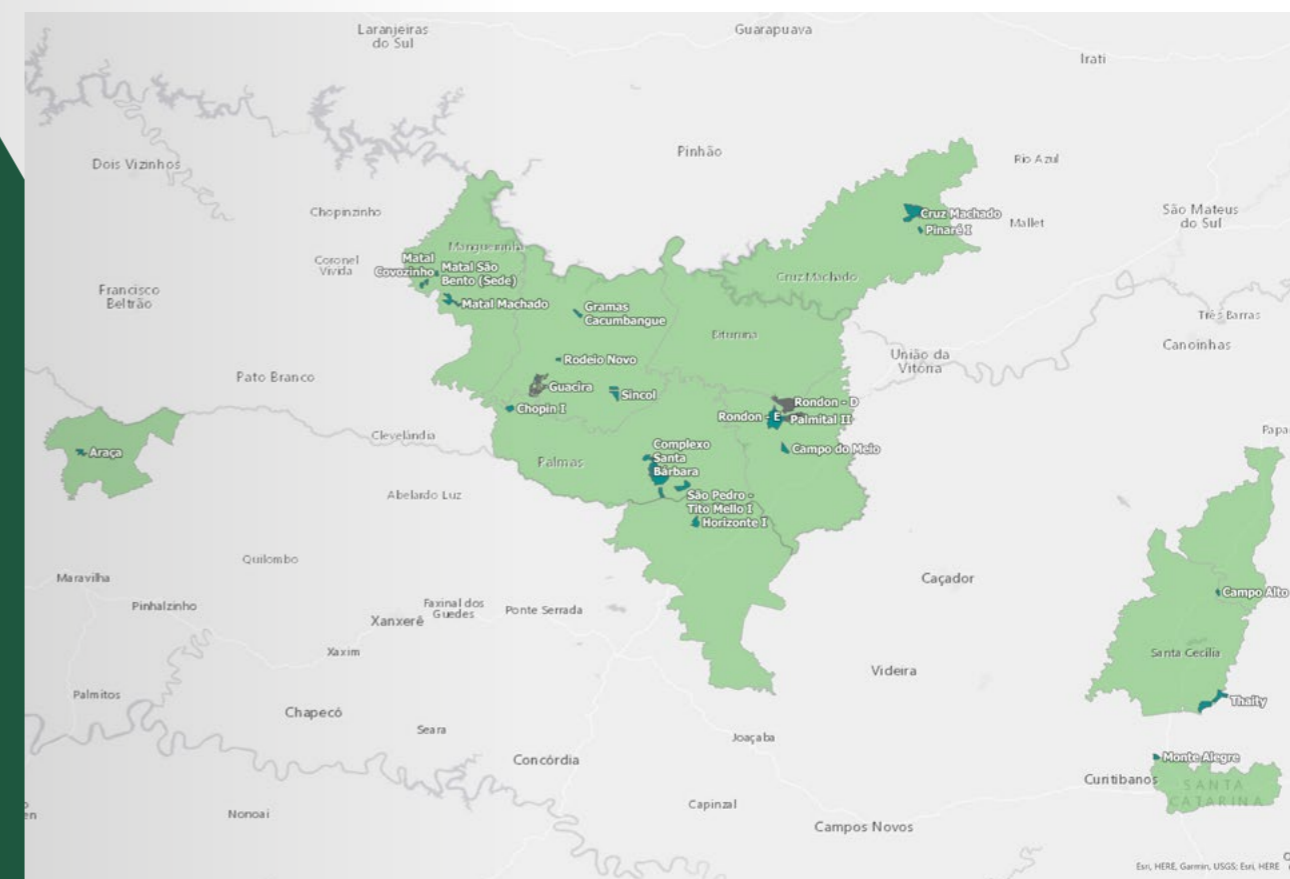 Laranjeiras
do Sul
Guarapuava
Irati
Pinhão
Dois Vizinhos
Rio Azul
Chopinzinho
São Mateus
do Sul
Cruz Machado
Mallet
Pinaré I
Mangueirinha
Coronel
Vivida
Matal
Covozinho
Matal São
Bento (Sede)
Cruz Machado
Francisco
Beltrão
Matal Machado
Gramas
Cacumbangue
Três Barras
Bituruna
Canoinhas
União da
Vitória
Rodeio Novo
Pato Branco
Guacira
Sincol
Rondon - D
Chopin I
Rondon - E
Palmital II
Clevelândia
Papa
Complexo
Santa
Bárbara
Campo do Meio
Araça
Palmas
Abelardo Luz
São Pedro -
Tito Mello I
Horizonte I
Quilombo
Maravilha
Caçador
Campo Alto
Pinhalzinho
Faxinal dos
Guedes
Ponte Serrada
Xanxerê
Xaxim
Santa Cecília
Videira
Palmitos
Thaity
Chapecó
Seara
Joaçaba
Concórdia
Monte Alegre
Curitibanos
SANTA
CATARINA
Capinzal
Nonoai
en
Campos Novos
Esri, HERE, Garmin, USGS; Esri, HERE